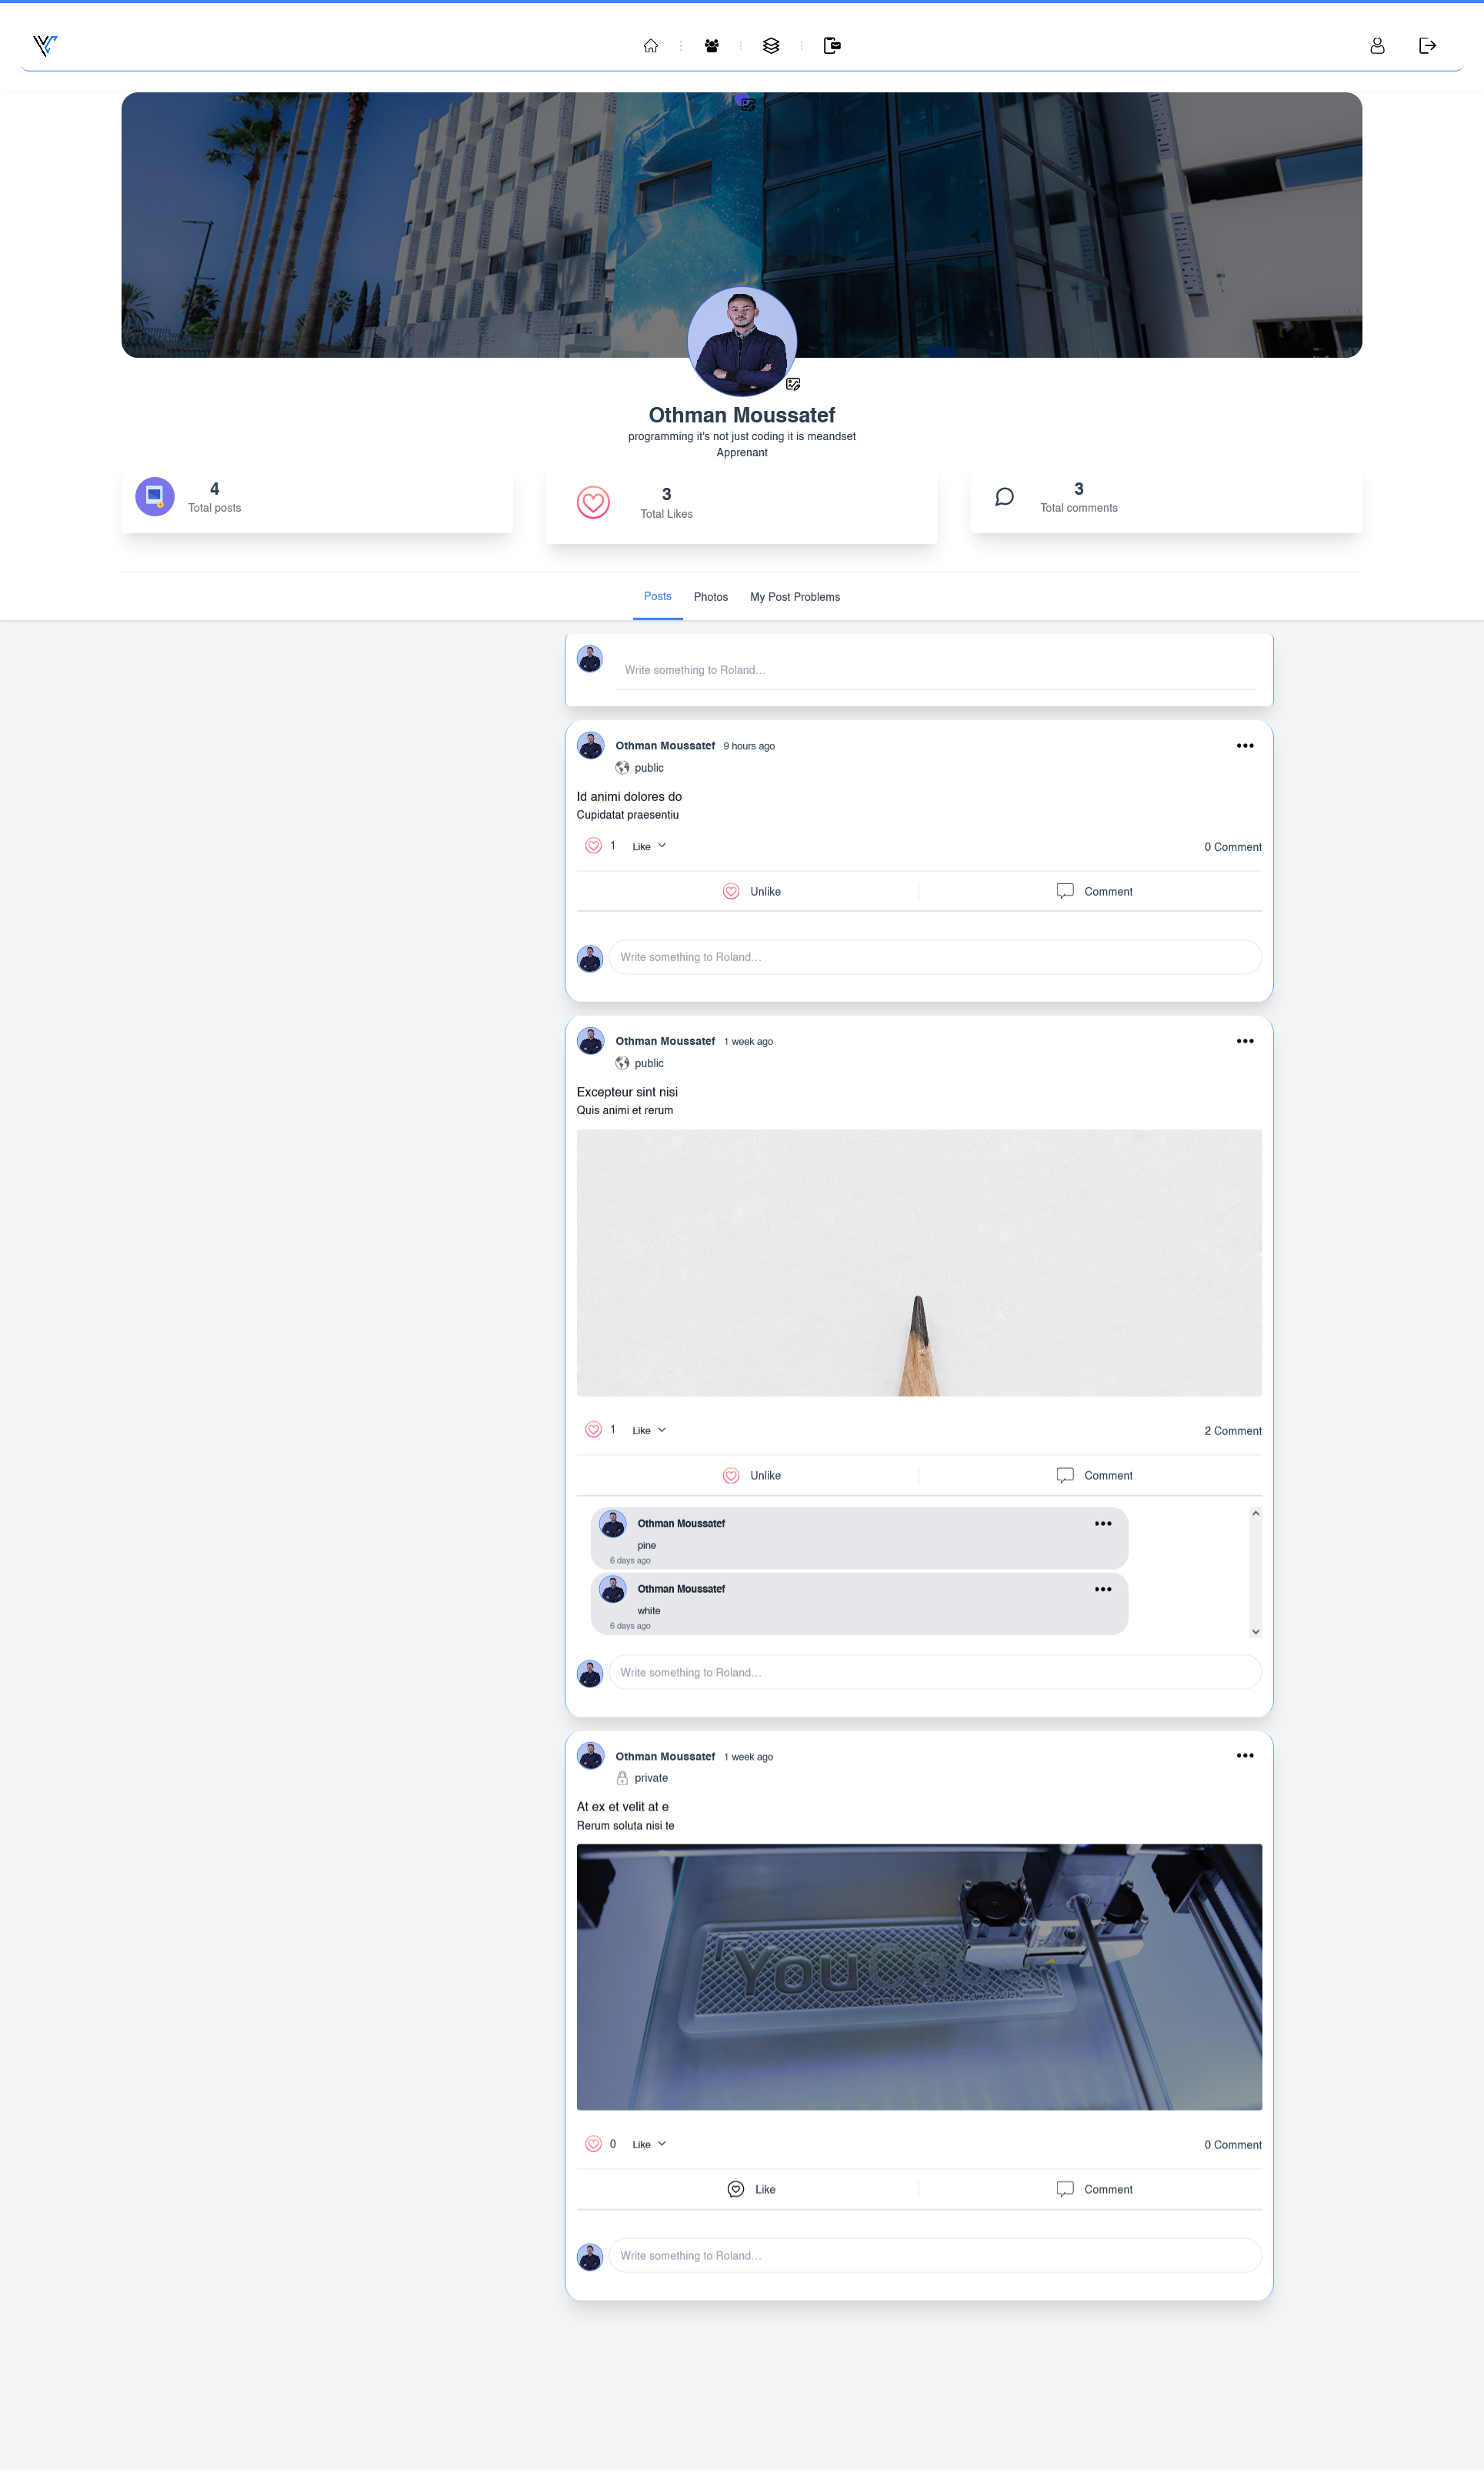 Othman Moussatef
programming it's not just coding it is meandset
Apprenant
4
Total posts
3
Total Likes
3
Total comments
Posts
Photos
My Post Problems
Write something to Roland...
Othman Moussatef 9 hours ago
public
Id animi dolores do
Cupidatat praesentiu
1 Like
0 Comment
Unlike
Comment
Write something to Roland...
Othman Moussatef 1 week ago
public
Excepteur sint nisi
Quis animi et rerum
1 Like
2 Comment
Unlike
Comment
Othman Moussatef
pine
6 days ago
Othman Moussatef
white
6 days ago
Write something to Roland...
Othman Moussatef 1 week ago
private
At ex et velit at e
Rerum soluta nisi te
YouCode
0 Like
0 Comment
Like
Comment
Write something to Roland...